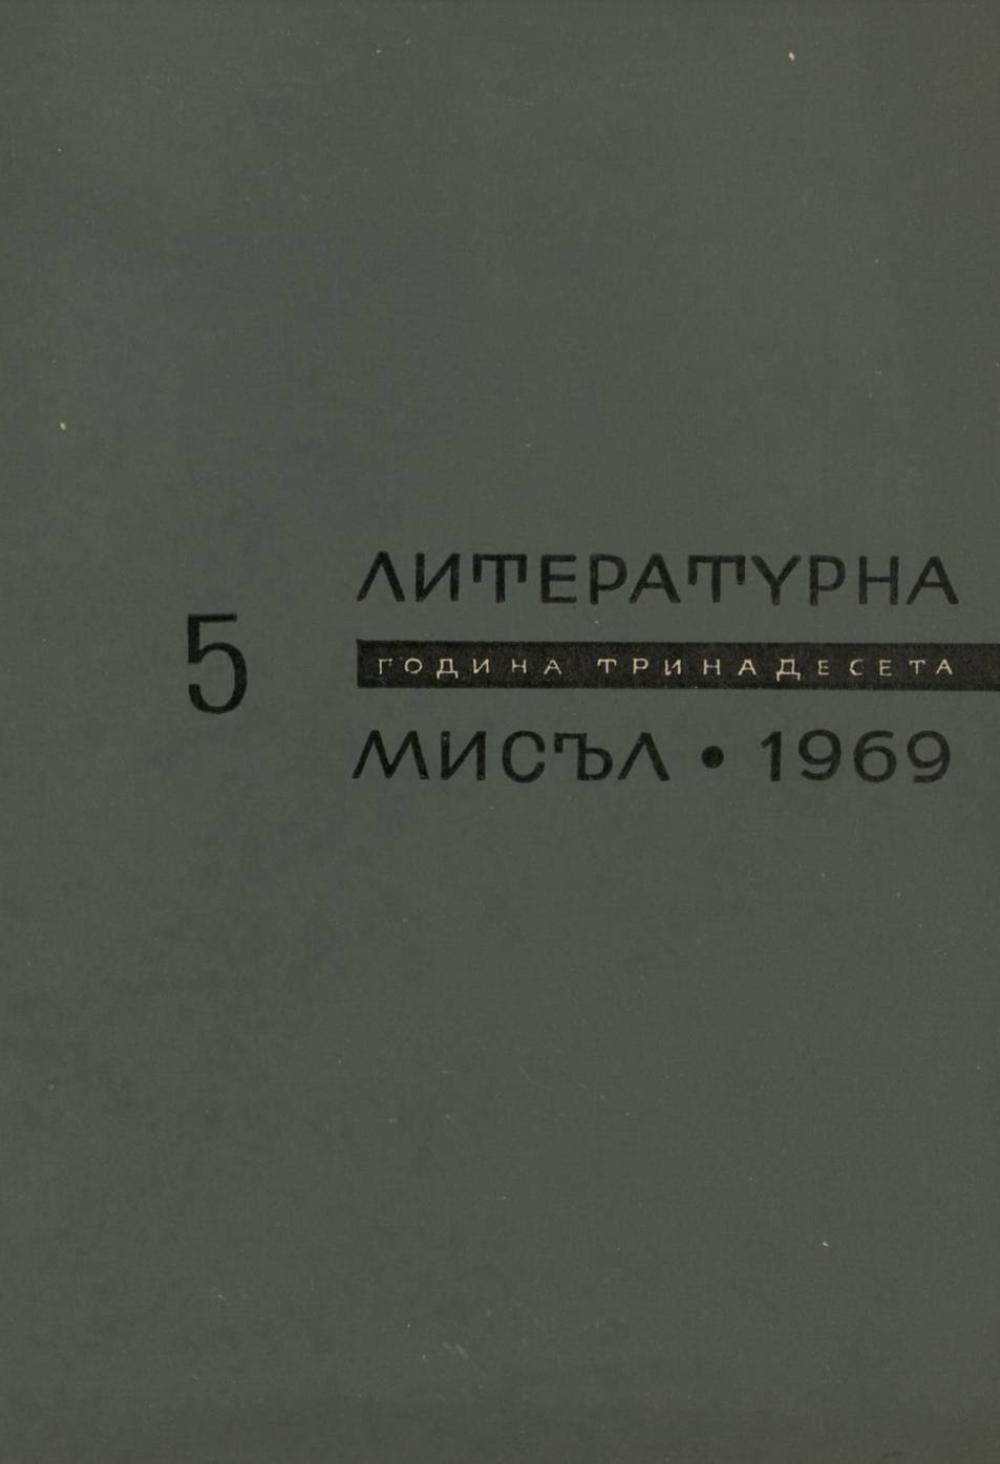 5
ЛИТЕРАТУРНА
ГОДИНА ТРИНАДЕСЕТА
МИСЪЛ • 1969